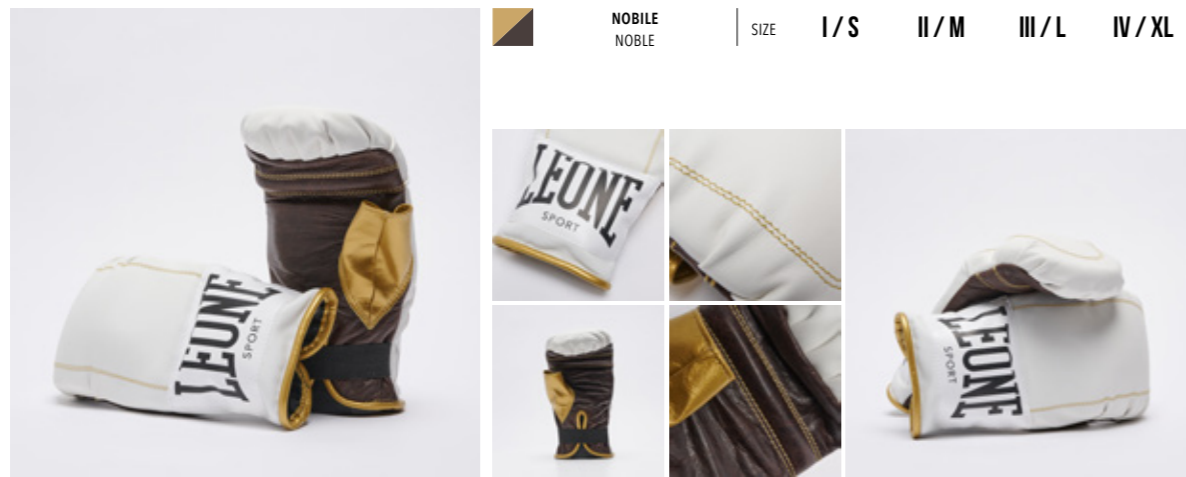 NOBILE
NOBLE
SIZE
I / S
II / M
III / L
IV / XL
LEONE
SPORT
LEONE
SPORT
LEONE
SPORT